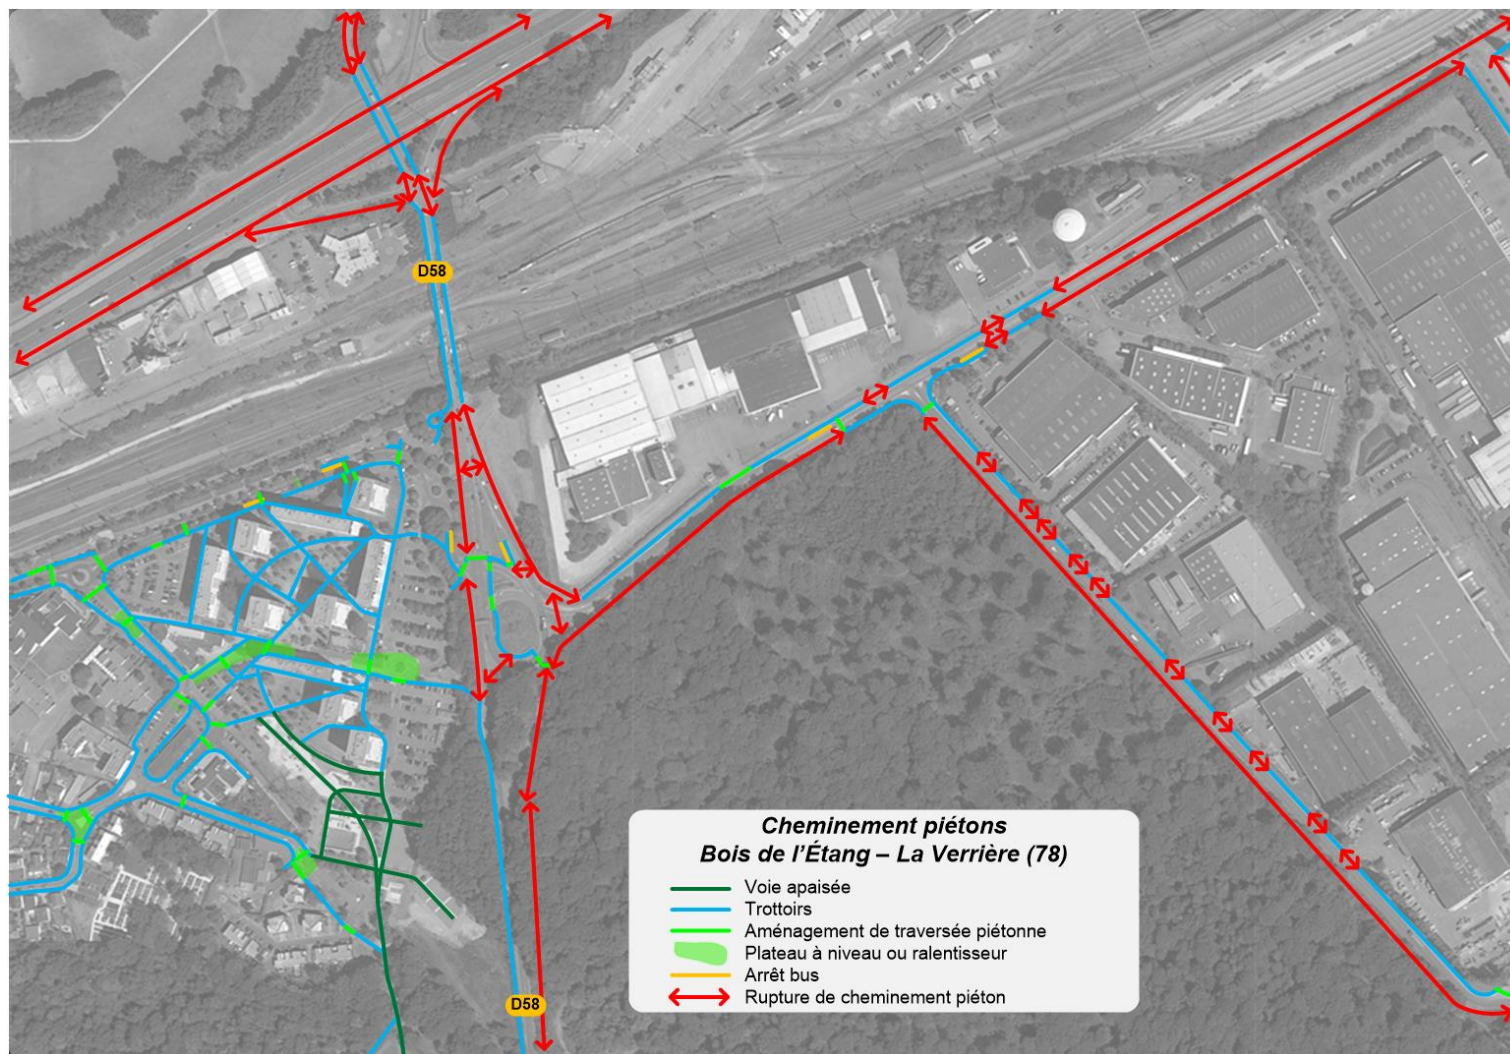 D58
Cheminement piétons
Bois de l'Étang – La Verrière (78)
Voie apaisée
Trottoirs
Aménagement de traversée piétonne
Plateau à niveau ou ralentisseur
Arrêt bus
Rupture de cheminement piéton
D58